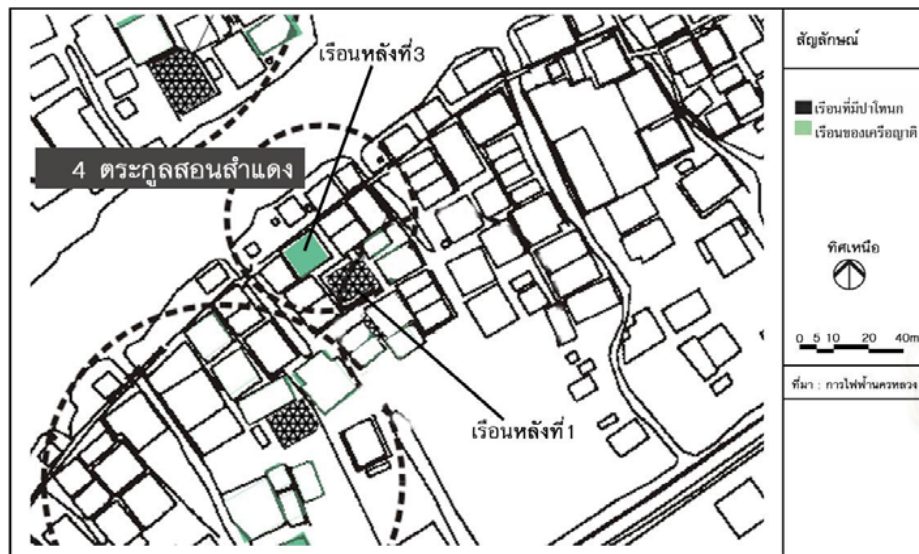 เรือนหลังที่3
4 ตระกูลสอนสำแดง
เรือนหลังที่1
สัญลักษณ์
เรือนที่มีปาโหนก
เรือนของเครือญาติ
ทิศเหนือ
0 5 10 20 40m
ที่มา : การไฟฟ้านครหลวง